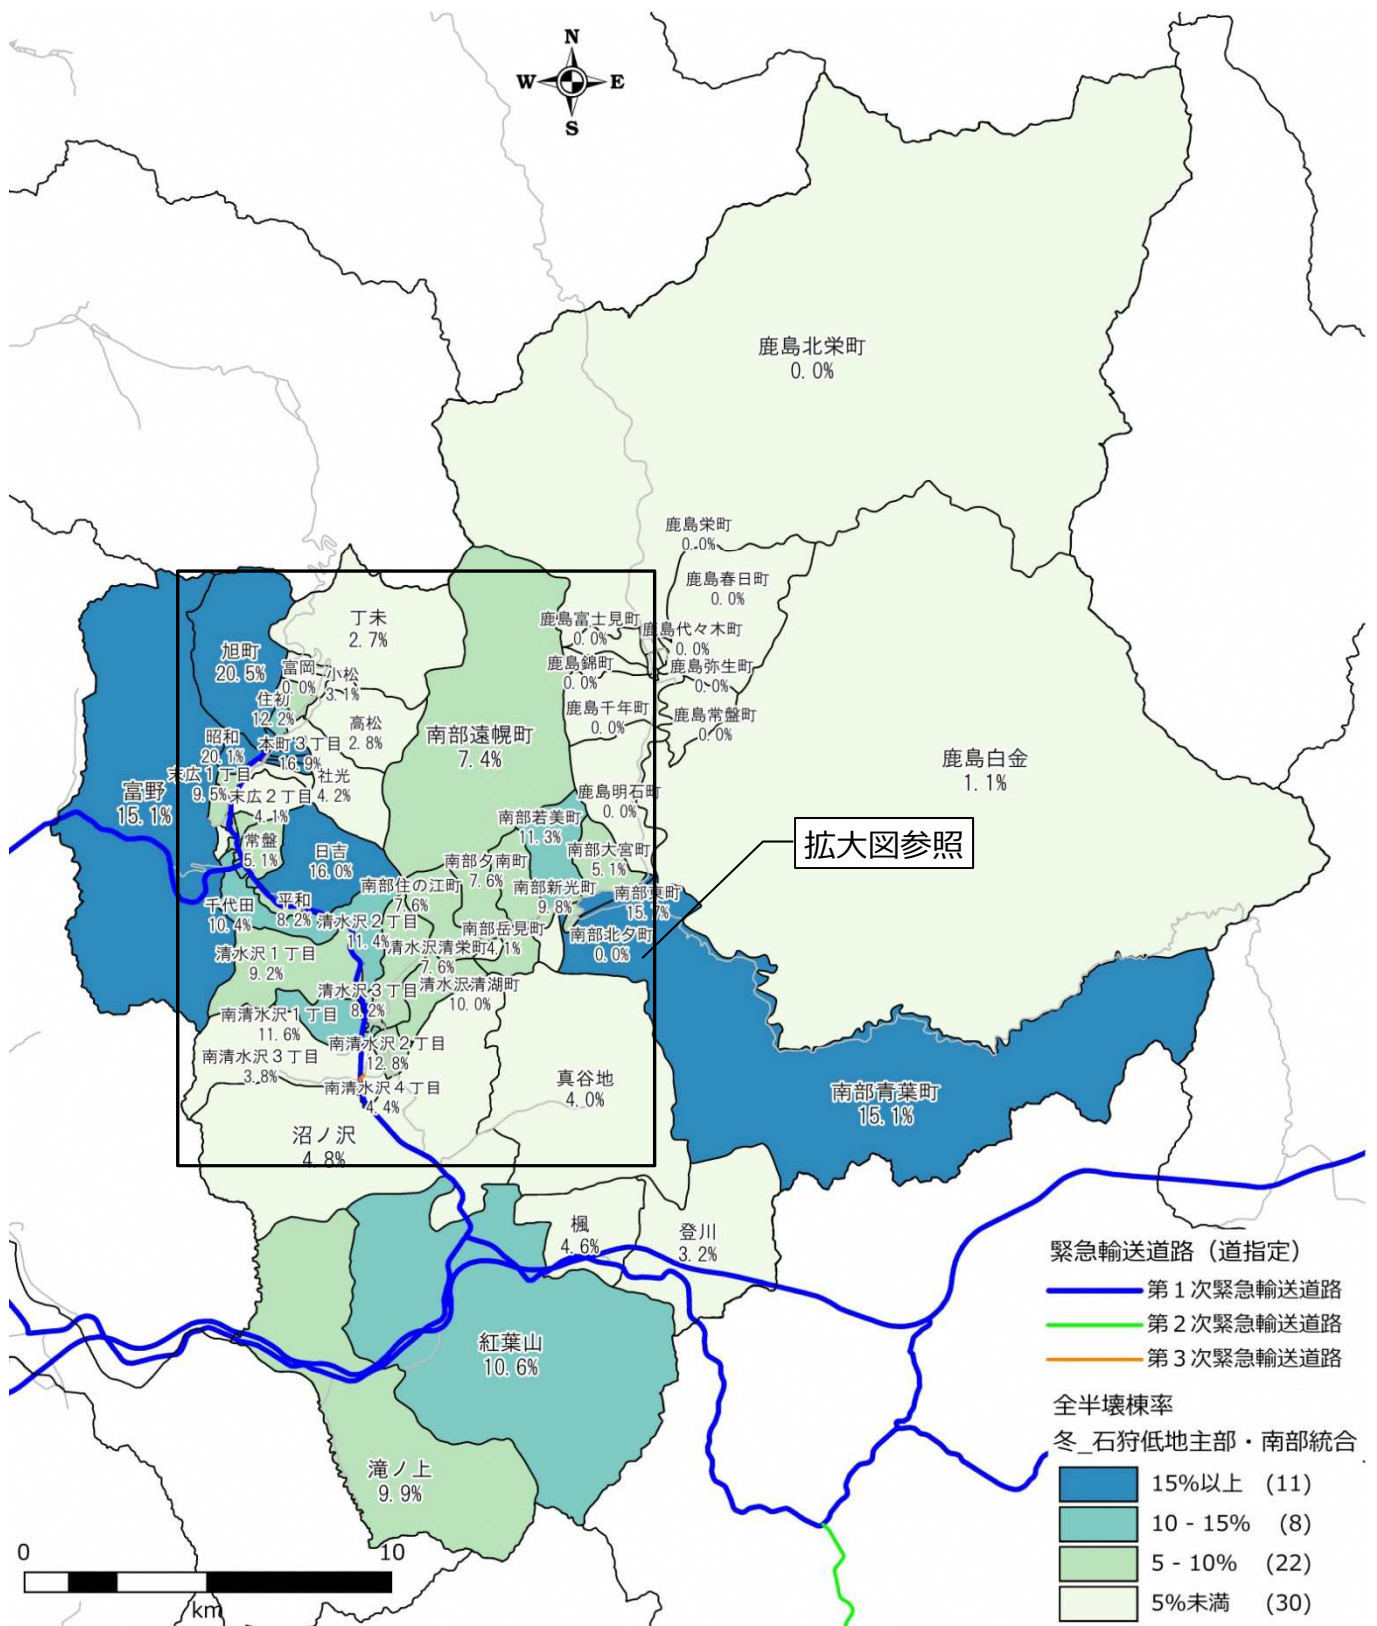 N
W E
S
鹿島北栄町
0.0%
鹿島栄町
0.0%
鹿島春日町
0.0%
丁未
2.7%
鹿島富士見町
0.0%
鹿島代々木町
0.0%
旭町
20.5%
富岡
0.0%
小松
3.1%
鹿島錦町
0.0%
鹿島弥生町
0.0%
住初
12.2%
高松
2.8%
鹿島千年町
0.0%
鹿島常盤町
0.0%
昭和
20.1%
本町3丁目
16.9%
南部遠幌町
7.4%
鹿島白金
1.1%
末広1丁目
9.5%
社光
4.2%
富野
15.1%
末広2丁目
4.1%
鹿島明石町
0.0%
南部若美町
11.3%
拡大図参照
常盤
5.1%
日吉
16.0%
南部夕南町
7.6%
南部大宮町
5.1%
南部住の江町
7.6%
南部新光町
9.8%
南部東町
15.7%
千代田
10.4%
平和
8.2%
清水沢2丁目
11.4%
南部岳見町
4.1%
南部北夕町
0.0%
清水沢1丁目
9.2%
清水沢清栄町
7.6%
清水沢3丁目
8.2%
清水沢清湖町
10.0%
南清水沢1丁目
11.6%
南清水沢2丁目
12.8%
南清水沢3丁目
3.8%
南清水沢4丁目
4.4%
真谷地
4.0%
南部青葉町
15.1%
沼ノ沢
4.8%
楓
4.6%
登川
3.2%
紅葉山
10.6%
滝ノ上
9.9%
緊急輸送道路（道指定）
第1次緊急輸送道路
第2次緊急輸送道路
第3次緊急輸送道路
全半壊棟率
冬_石狩低地主部・南部統合
15%以上 (11)
10 - 15% (8)
5 - 10% (22)
5%未満 (30)
0 10
km